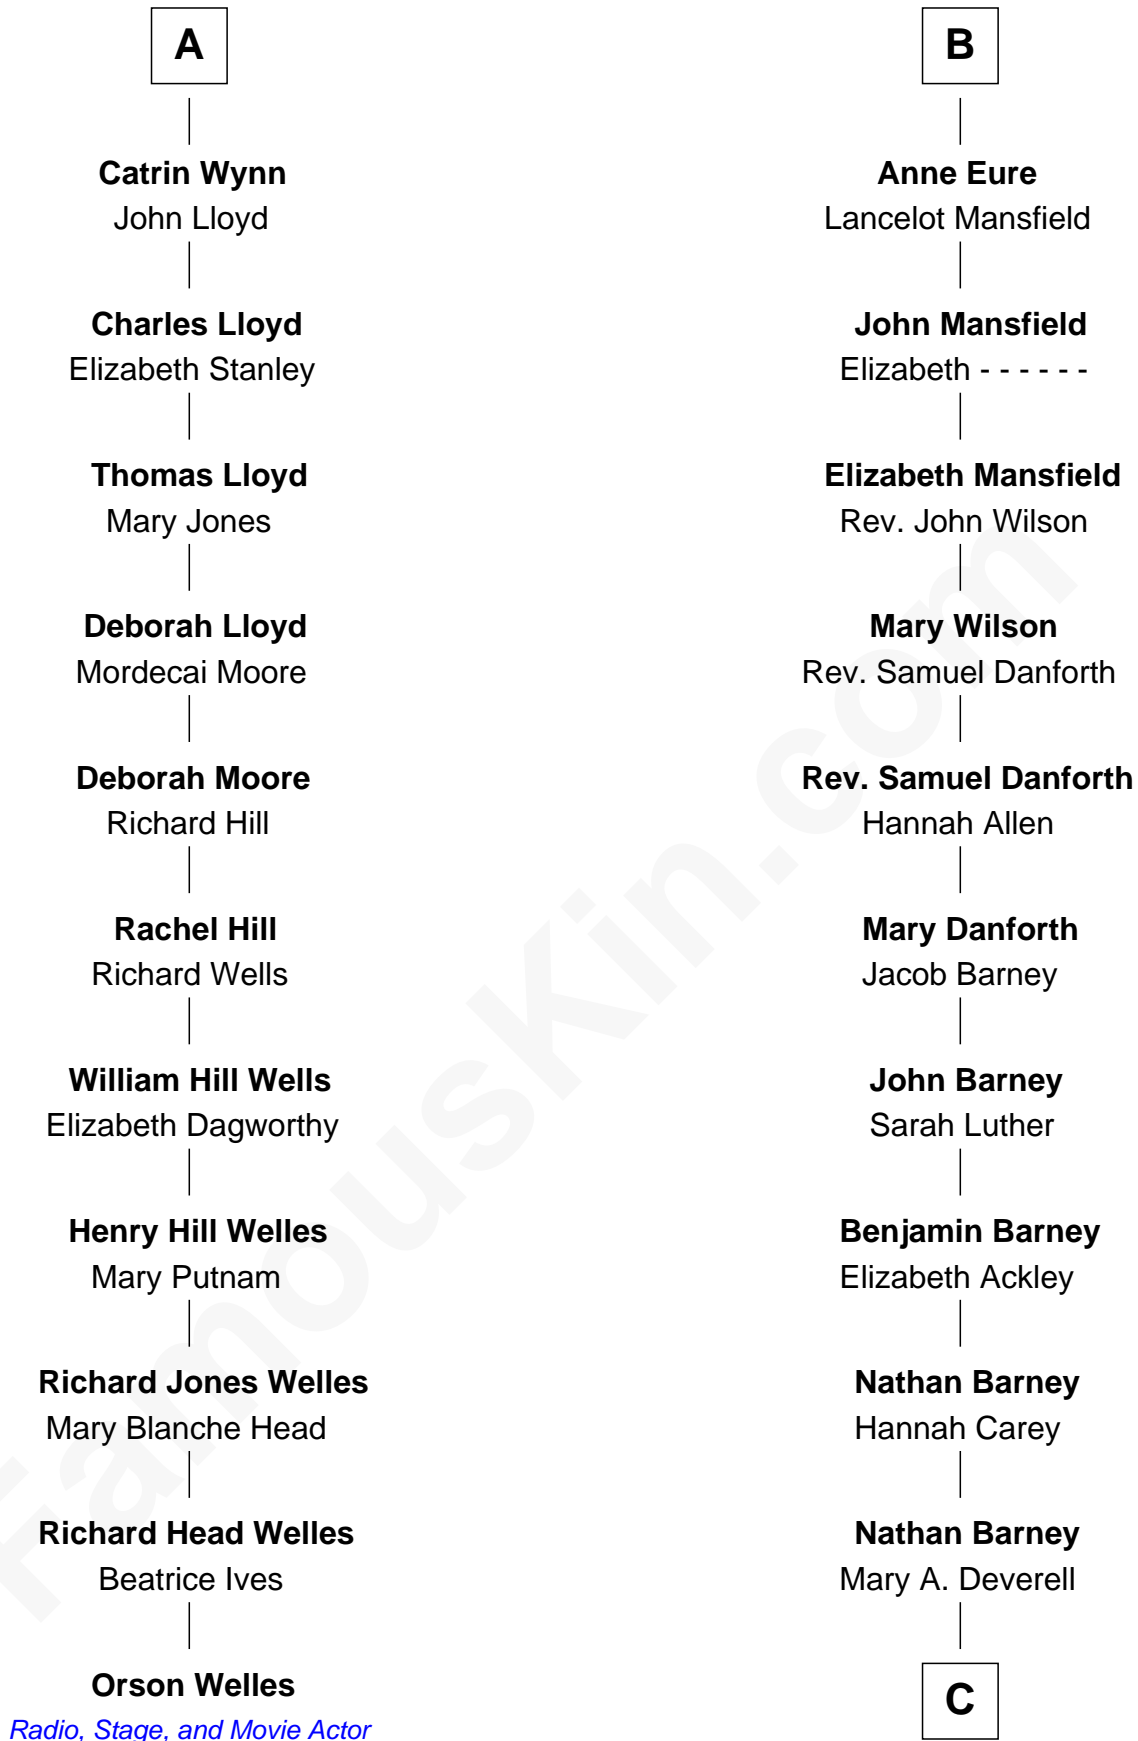 A
Catrin Wynn
John Lloyd
Charles Lloyd
Elizabeth Stanley
Thomas Lloyd
Mary Jones
Deborah Lloyd
Mordecai Moore
Deborah Moore
Richard Hill
Rachel Hill
Richard Wells
William Hill Wells
Elizabeth Dagworthy
Henry Hill Welles
Mary Putnam
Richard Jones Welles
Mary Blanche Head
Richard Head Welles
Beatrice Ives
Orson Welles
Radio, Stage, and Movie Actor
B
Anne Eure
Lancelot Mansfield
John Mansfield
Elizabeth - - - - - -
Elizabeth Mansfield
Rev. John Wilson
Mary Wilson
Rev. Samuel Danforth
Rev. Samuel Danforth
Hannah Allen
Mary Danforth
Jacob Barney
John Barney
Sarah Luther
Benjamin Barney
Elizabeth Ackley
Nathan Barney
Hannah Carey
Nathan Barney
Mary A. Deverell
C
FamousKin.com